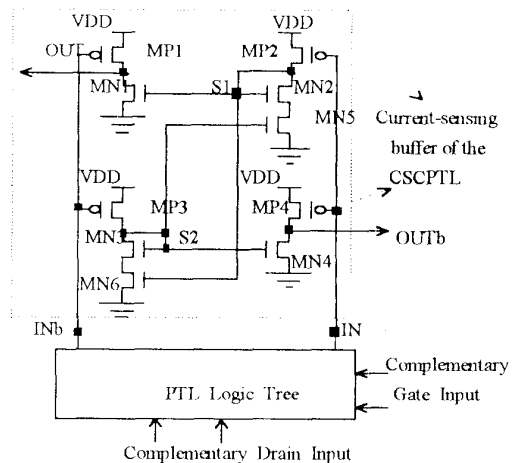 VDD VDD
OUT MP1 MP2
MN1 S1 MN2
MN5
Current-sensing
buffer of the
CSCPTL
VDD VDD
MP3 MP4
MN3 S2 OUTb
MN4
MN6
INb IN
PTL Logic Tree
Complementary
Gate Input
Complementary Drain Input